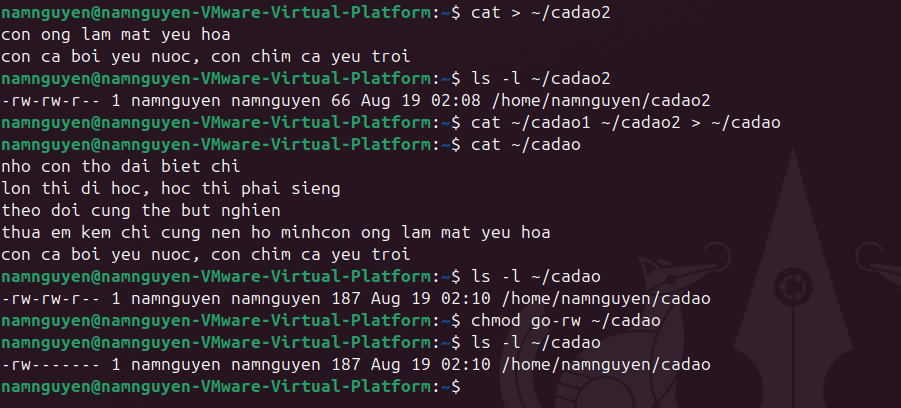 namnguyen@namnguyen-VMware-Virtual-Platform:~$ cat > ~/cadao2
con ong lam mat yeu hoa
con ca boi yeu nuoc, con chim ca yeu troi
namnguyen@namnguyen-VMware-Virtual-Platform:~$ ls -l ~/cadao2
-rw-rw-r-- 1 namnguyen namnguyen 66 Aug 19 02:08 /home/namnguyen/cadao2
namnguyen@namnguyen-VMware-Virtual-Platform:~$ cat ~/cadao1 ~/cadao2 > ~/cadao
namnguyen@namnguyen-VMware-Virtual-Platform:~$ cat ~/cadao
nho con tho dai biet chi
lon thi di hoc, hoc thi phai sieng
theo doi cung the but nghien
thua em kem chi cung nen ho minhcon ong lam mat yeu hoa
con ca boi yeu nuoc, con chim ca yeu troi
namnguyen@namnguyen-VMware-Virtual-Platform:~$ ls -l ~/cadao
-rw-rw-r-- 1 namnguyen namnguyen 187 Aug 19 02:10 /home/namnguyen/cadao
namnguyen@namnguyen-VMware-Virtual-Platform:~$ chmod go-rw ~/cadao
namnguyen@namnguyen-VMware-Virtual-Platform:~$ ls -l ~/cadao
-rw------- 1 namnguyen namnguyen 187 Aug 19 02:10 /home/namnguyen/cadao
namnguyen@namnguyen-VMware-Virtual-Platform:~$